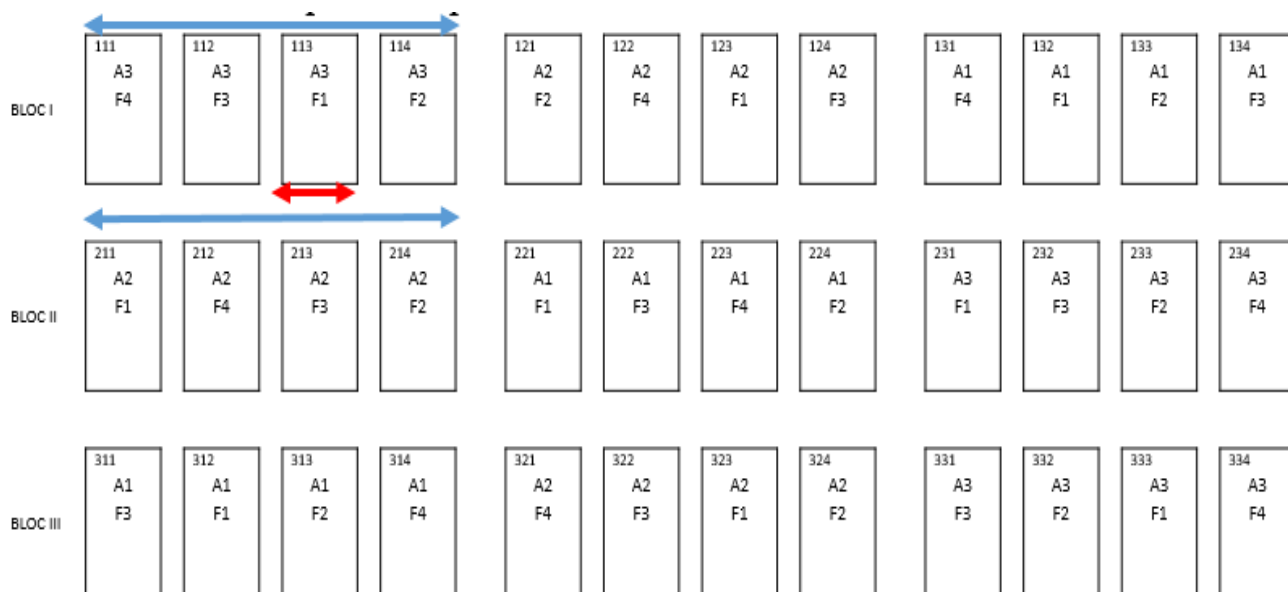 111 112 113 114 121 122 123 124 131 132 133 134
A3 A3 A3 A3 A2 A2 A2 A2 A1 A1 A1 A1
F4 F3 F1 F2 F2 F4 F1 F3 F4 F1 F2 F3
BLOC I
211 212 213 214 221 222 223 224 231 232 233 234
A2 A2 A2 A2 A1 A1 A1 A1 A3 A3 A3 A3
F1 F4 F3 F2 F1 F3 F4 F2 F1 F3 F2 F4
BLOC II
311 312 313 314 321 322 323 324 331 332 333 334
A1 A1 A1 A1 A2 A2 A2 A2 A3 A3 A3 A3
F3 F1 F2 F4 F4 F3 F1 F2 F3 F2 F1 F4
BLOC III